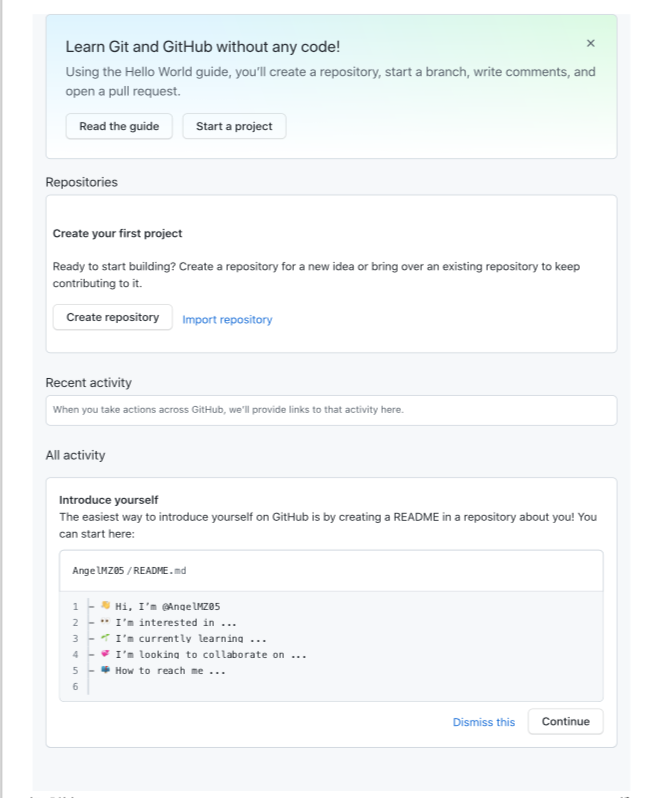 Learn Git and GitHub without any code!
Using the Hello World guide, you'll create a repository, start a branch, write comments, and
open a pull request.
Read the guide
Start a project
Repositories
Create your first project
Ready to start building? Create a repository for a new idea or bring over an existing repository to keep
contributing to it.
Create repository
Import repository
Recent activity
When you take actions across GitHub, we'll provide links to that activity here.
All activity
Introduce yourself
The easiest way to introduce yourself on GitHub is by creating a README in a repository about you! You
can start here:
AngelMZ05/README.md
1 - 👋 Hi, I'm @AngelMZ05
2 - 👀 I'm interested in ...
3 - 🌱 I'm currently learning ...
4 - 💞️ I'm looking to collaborate on ...
5 - 📫 How to reach me ...
6
Dismiss this
Continue